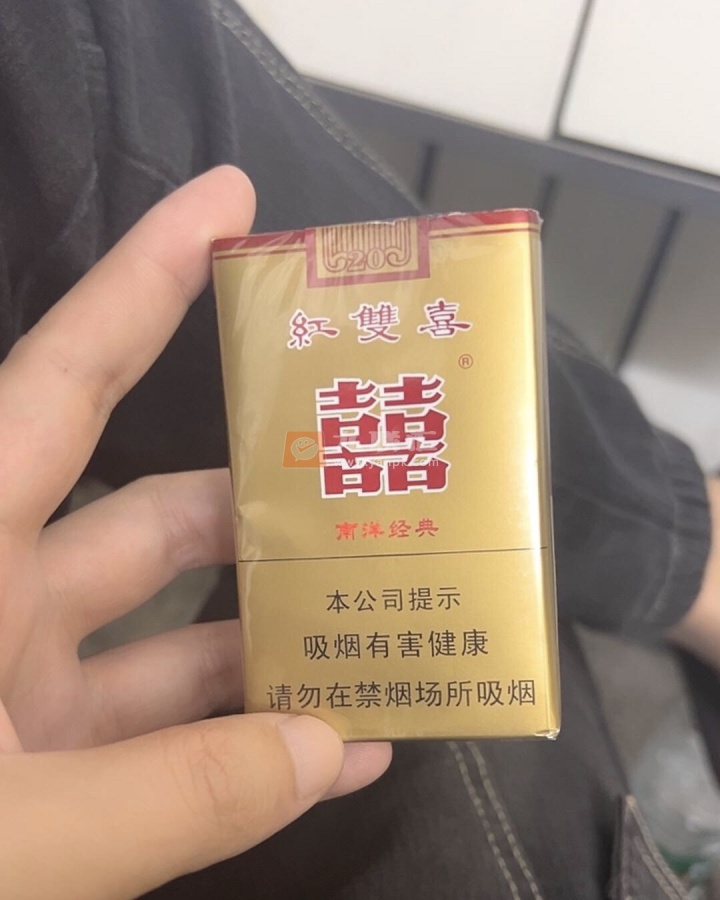 20
紅雙喜
®
囍
南洋经典
本公司提示
吸烟有害健康
请勿在禁烟场所吸烟